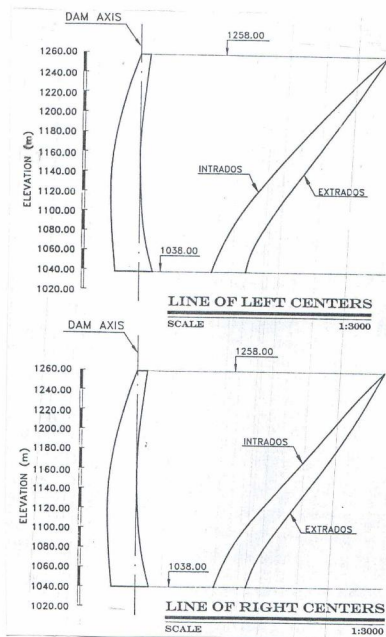 DAM AXIS
1258.00
1260.00
1240.00
1220.00
1200.00
1180.00
1160.00
1140.00
1120.00
1100.00
1080.00
1060.00
1040.00
1020.00
ELEVATION (m)
INTRADOS
EXTRADOS
1038.00
LINE OF LEFT CENTERS
SCALE 1:3000
DAM AXIS
1258.00
1260.00
1240.00
1220.00
1200.00
1180.00
1160.00
1140.00
1120.00
1100.00
1080.00
1060.00
1040.00
1020.00
ELEVATION (m)
INTRADOS
EXTRADOS
1038.00
LINE OF RIGHT CENTERS
SCALE 1:3000